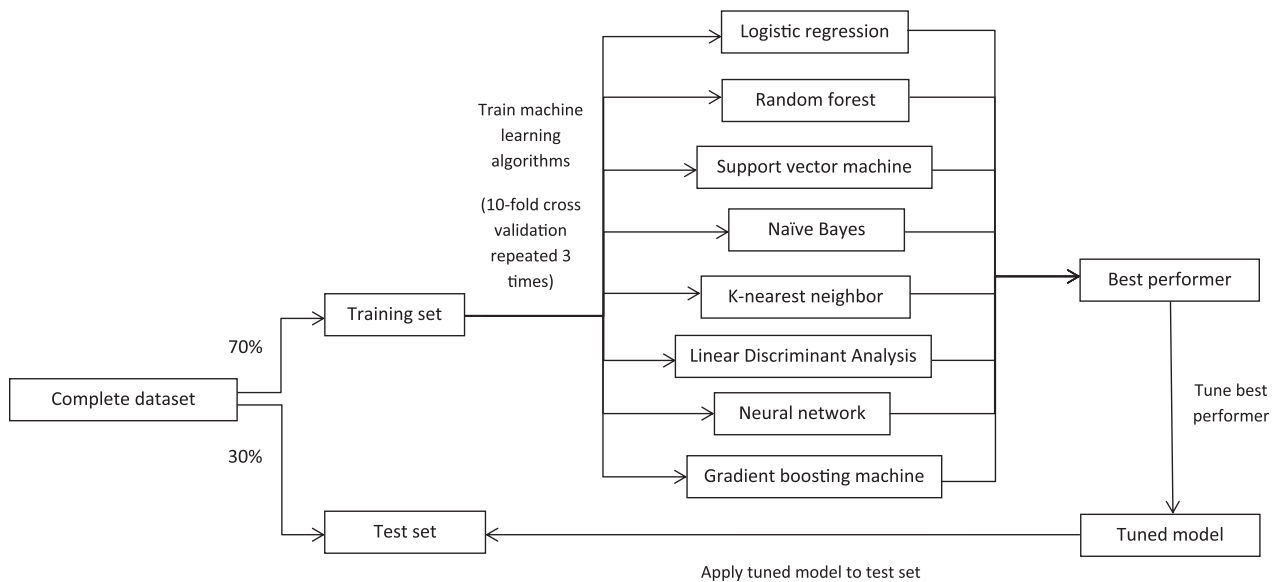 Logistic regression
Random forest
Train machine
learning
algorithms
Support vector machine
(10-fold cross
validation
repeated 3
times)
Naïve Bayes
K-nearest neighbor
Best performer
Training set
70%
Linear Discriminant Analysis
Complete dataset
Neural network
Tune best
performer
30%
Gradient boosting machine
Test set
Tuned model
Apply tuned model to test set